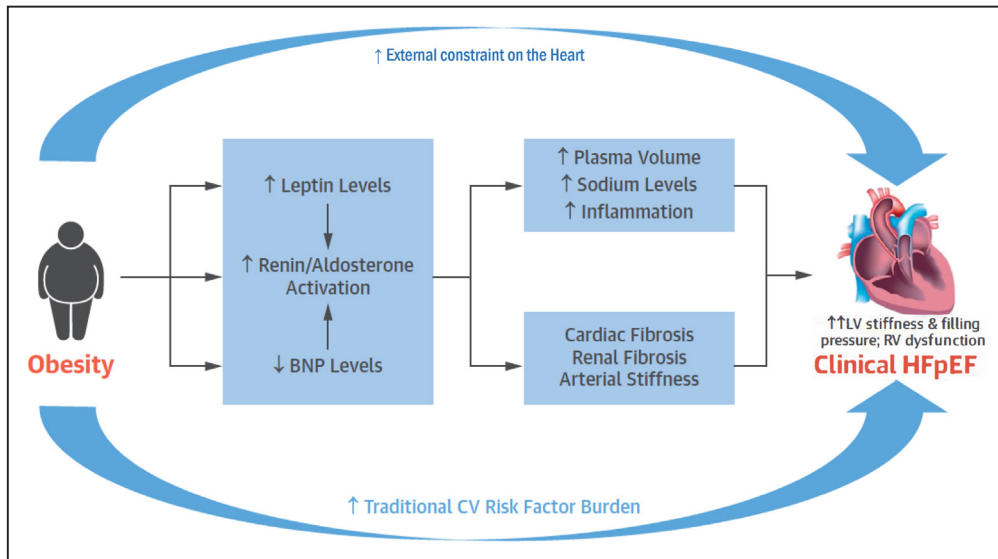 ↑ External constraint on the Heart
↑ Leptin Levels
↑ Renin/Aldosterone
Activation
↓ BNP Levels
↑ Plasma Volume
↑ Sodium Levels
↑ Inflammation
Cardiac Fibrosis
Renal Fibrosis
Arterial Stiffness
Obesity
↑↑LV stiffness & filling
pressure; RV dysfunction
Clinical HFpEF
↑ Traditional CV Risk Factor Burden